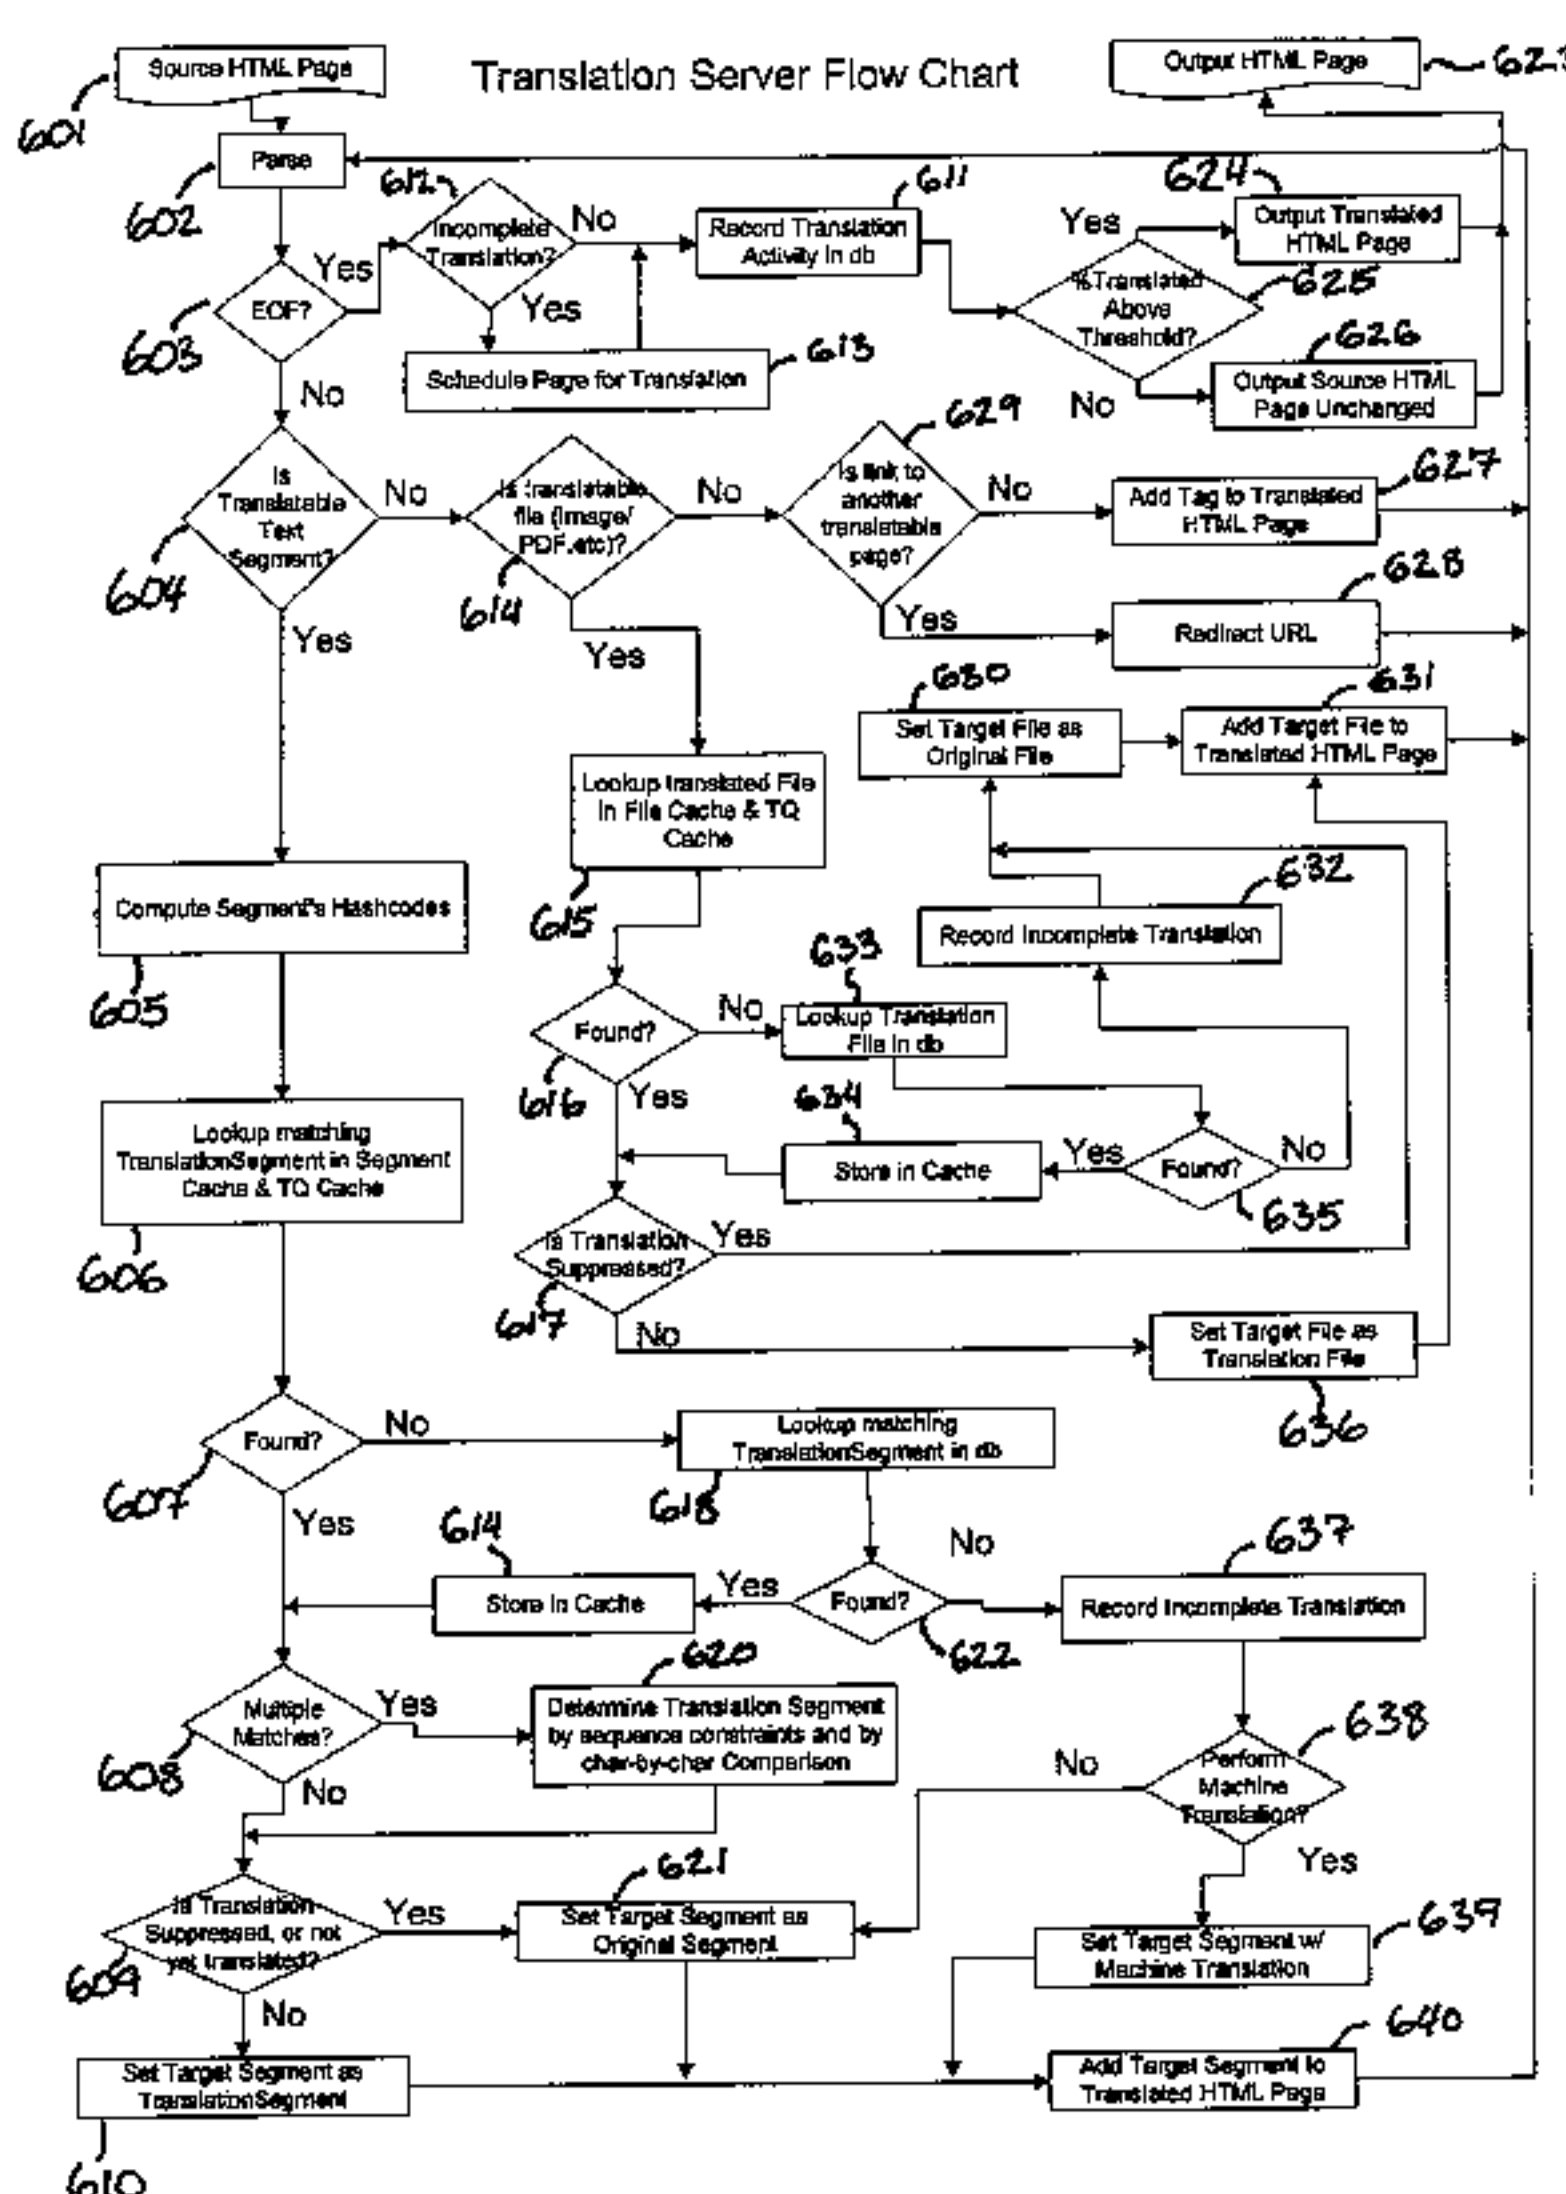 Source HTML Page
Translation Server Flow Chart
Output HTML Page
601
Parse
602
612
611
624
Incomplete
Translation?
No
Record Translation
Activity In db
Yes
Output Translated
HTML Page
Yes
EOF?
603
Yes
% Translated
Above
Threshold?
625
Schedule Page for Translation
613
No
626
Output Source HTML
Page Unchanged
No
629
Is
Translatable
Text
Segment?
604
No
Is translatable
file (Image/
PDF.etc)?
614
No
Is link to
another
translatable
page?
No
Add Tag to Translated
HTML Page
627
628
Yes
Redirect URL
Yes
Yes
630
631
Set Target File as
Original File
Add Target File to
Translated HTML Page
Lookup translated File
In File Cache & TQ
Cache
615
Compute Segment's Hashcodes
605
632
Record Incomplete Translation
633
Found?
616
No
Lookup Translation
File In db
Yes
634
Store in Cache
Yes
Found?
No
635
Lookup matching
TranslationSegment in Segment
Cache & TQ Cache
606
Is Translation
Suppressed?
617
Yes
No
Set Target File as
Translation File
636
Found?
607
No
Lookup matching
TranslationSegment in db
618
Yes
614
Store in Cache
Yes
Found?
622
No
637
Record Incomplete Translation
Multiple
Matches?
608
Yes
620
Determine Translation Segment
by sequence constraints and by
char-by-char Comparison
No
638
Perform
Machine
Translation?
No
Yes
Is Translation
Suppressed, or not
yet translated?
609
Yes
621
Set Target Segment as
Original Segment
639
Set Target Segment w/
Machine Translation
No
Set Target Segment as
TranslationSegment
610
640
Add Target Segment to
Translated HTML Page